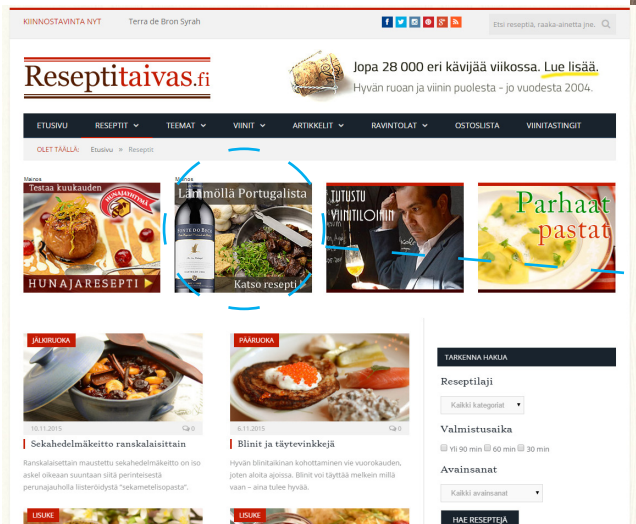 KIINNOSTAVINTA NYT Terra de Bron Syrah
Etsi reseptiä, raaka-ainetta jne.
Reseptitaivas.fi
Jopa 28 000 eri kävijää viikossa. Lue lisää.
Hyvän ruoan ja viinin puolesta - jo vuodesta 2004.
ETUSIVU RESEPTIT TEEMAT VIINIT ARTIKKELIT RAVINTOLAT OSTOSLISTA VIINITASTINGIT
OLET TÄÄLLÄ: Etusivu » Reseptit
Mainos
Testaa kuukauden
HUNAJAYHTYMÄ
HUNAJARESEPTI
Mainos
Lämmöllä Portugalista
Katso resepti
TUTUSTU
VIINITILOIHIN
Parhaat
pastat
JÄLKIRUOKA
10.11.2015 0
Sekahedelmäkeitto ranskalaisittain
Ranskalaisettain maustettu sekahedelmäkeitto on iso
askel oikeaan suuntaan siitä perinteisestä
perunajauholla liisteröidystä "sekametelisopasta".
PÄÄRUOKA
6.11.2015 0
Blinit ja täytevinkkejä
Hyvän blinitaikinan kohottaminen vie vuorokauden,
joten aloita ajoissa. Blinit voi täyttää melkein millä
vaan – aina tulee hyvää.
TARKENNA HAKUA
Reseptilaji
Kaikki kategoriat
Valmistusaika
Yli 90 min 60 min 30 min
Avainsanat
Kaikki avainsanat
HAE RESEPTEJÄ
LISUKE
LISUKE